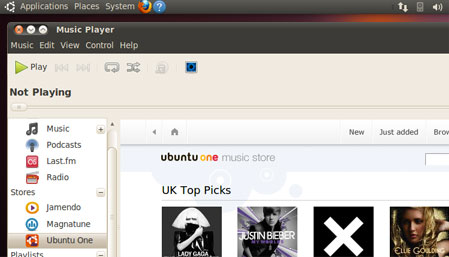 Applications Places System
Music Player
Music Edit View Control Help
Play
Not Playing
Music
Podcasts
Last.fm
Radio
Stores
Jamendo
Magnatune
Ubuntu One
Playlists
New Just added Brow
ubuntu one music store
UK Top Picks
LADY GAGA
JUSTIN BIEBER
MY WORLDS
ELLIE GOULDING